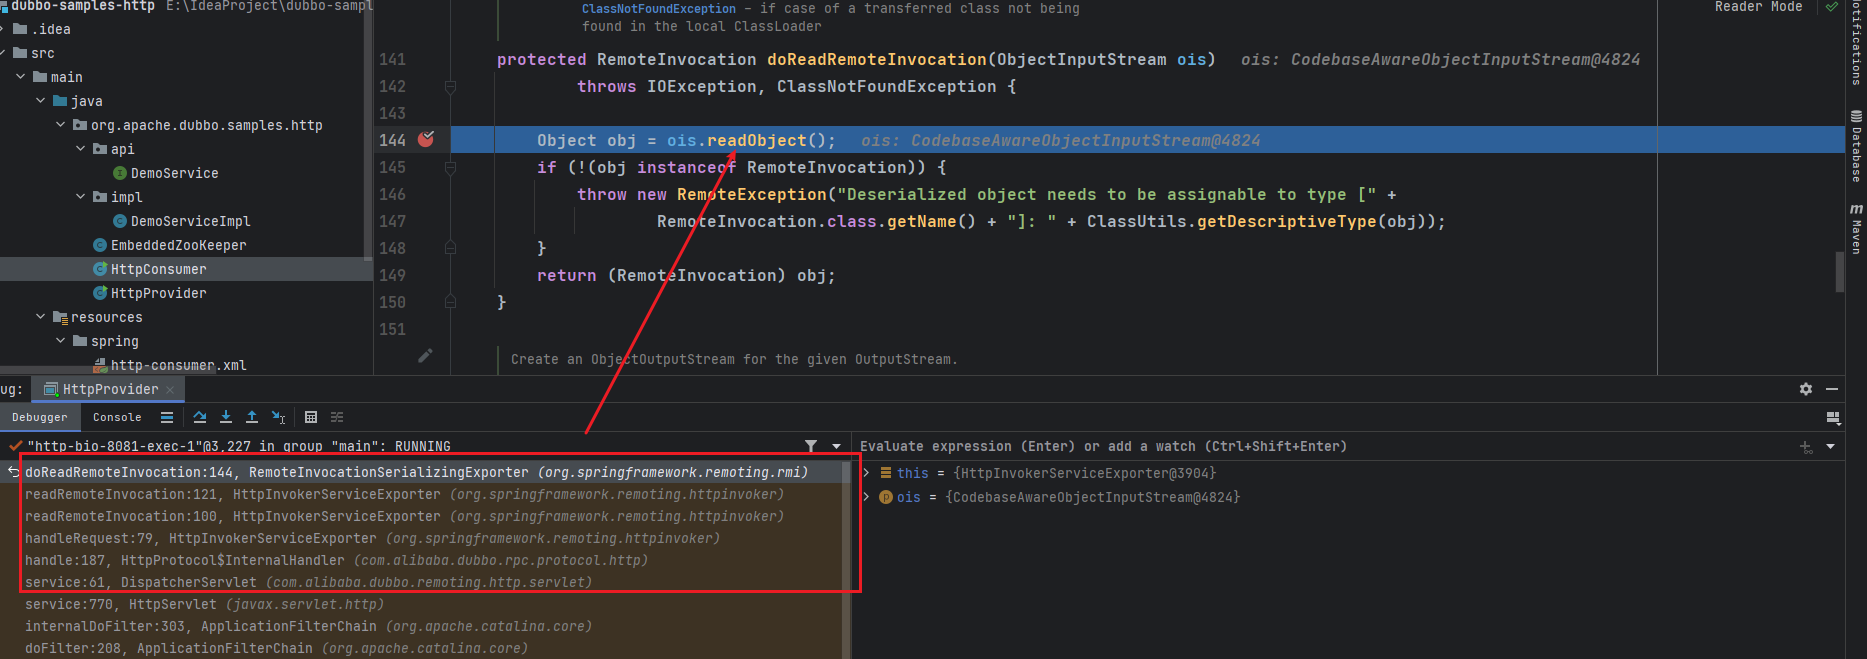 dubbo-samples-http E:\IdeaProject\dubbo-sampl
.idea
src
main
java
org.apache.dubbo.samples.http
api
DemoService
impl
DemoServiceImpl
EmbeddedZooKeeper
HttpConsumer
HttpProvider
resources
spring
http-consumer.xml
ClassNotFoundException – if case of a transferred class not being
found in the local ClassLoader
Reader Mode
141 protected RemoteInvocation doReadRemoteInvocation(ObjectInputStream ois) ois: CodebaseAwareObjectInputStream@4824
142 throws IOException, ClassNotFoundException {
143
144 Object obj = ois.readObject(); ois: CodebaseAwareObjectInputStream@4824
145 if (!(obj instanceof RemoteInvocation)) {
146 throw new RemoteException("Deserialized object needs to be assignable to type [" +
147 RemoteInvocation.class.getName() + "]: " + ClassUtils.getDescriptiveType(obj));
148 }
149 return (RemoteInvocation) obj;
150 }
151
Create an ObjectOutputStream for the given OutputStream.
Notifications
Database
m Maven
ug: HttpProvider
Debugger Console
"http-bio-8081-exec-1"@3,227 in group "main": RUNNING
doReadRemoteInvocation:144, RemoteInvocationSerializingExporter (org.springframework.remoting.rmi)
readRemoteInvocation:121, HttpInvokerServiceExporter (org.springframework.remoting.httpinvoker)
readRemoteInvocation:100, HttpInvokerServiceExporter (org.springframework.remoting.httpinvoker)
handleRequest:79, HttpInvokerServiceExporter (org.springframework.remoting.httpinvoker)
handle:187, HttpProtocol$InternalHandler (com.alibaba.dubbo.rpc.protocol.http)
service:61, DispatcherServlet (com.alibaba.dubbo.remoting.http.servlet)
service:770, HttpServlet (javax.servlet.http)
internalDoFilter:303, ApplicationFilterChain (org.apache.catalina.core)
doFilter:208, ApplicationFilterChain (org.apache.catalina.core)
Evaluate expression (Enter) or add a watch (Ctrl+Shift+Enter)
this = {HttpInvokerServiceExporter@3904}
ois = {CodebaseAwareObjectInputStream@4824}